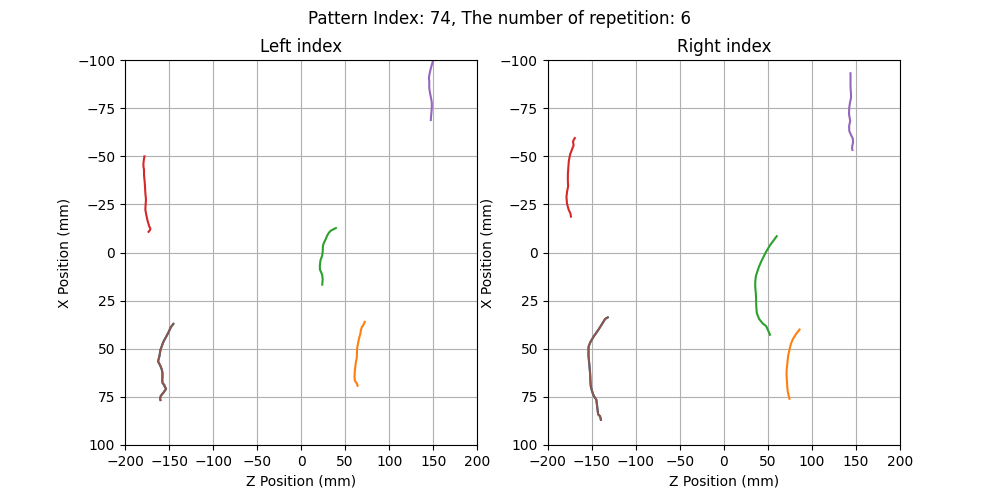 Pattern Index: 74, The number of repetition: 6
Left index
Right index
−100
−75
−50
−25
0
25
50
75
100
X Position (mm)
−200 −150 −100 −50 0 50 100 150 200
Z Position (mm)
−100
−75
−50
−25
0
25
50
75
100
X Position (mm)
−200 −150 −100 −50 0 50 100 150 200
Z Position (mm)